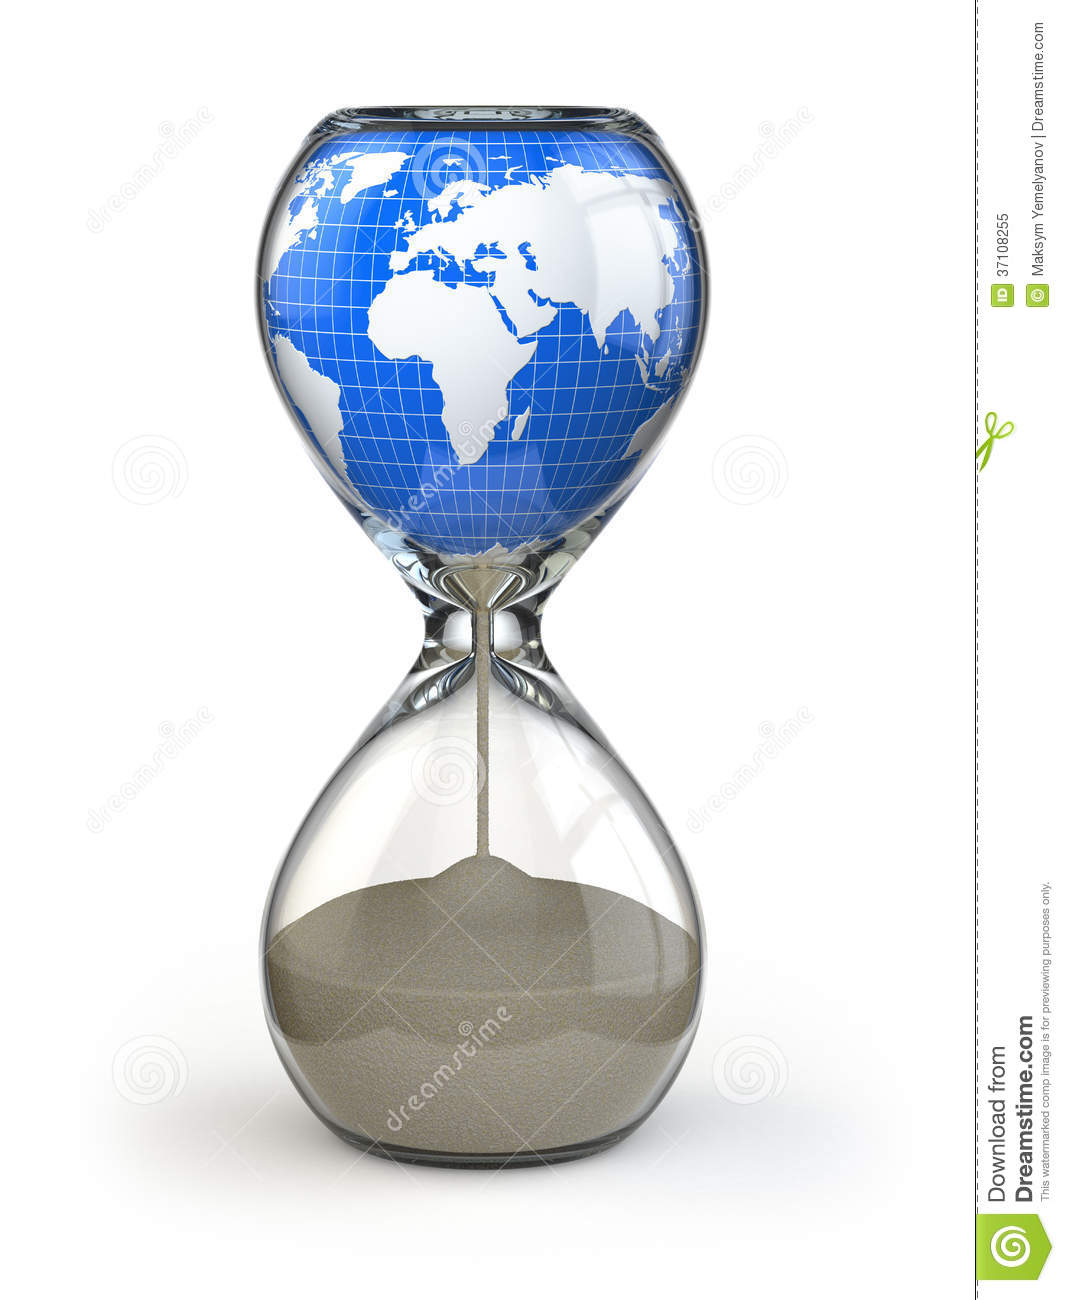 dreamstime
dreamstime
dreamstime
dreamstime
dreamstime
dreamstime
ID 37108255
© Maksym Yemelyanov | Dreamstime.com
Download from
Dreamstime.com
This watermarked comp image is for previewing purposes only.